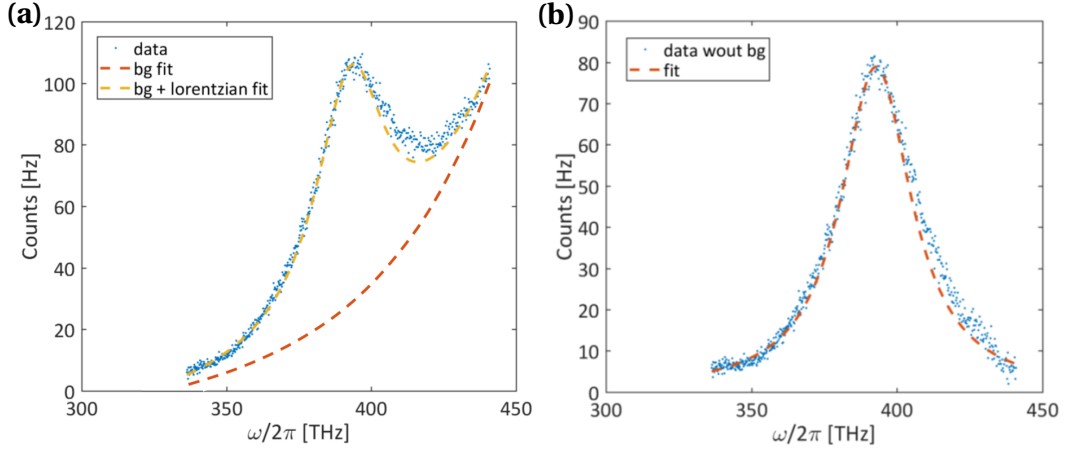 (a)
120
100
80
60
40
20
0
Counts [Hz]
data
bg fit
bg + lorentzian fit
300
350
400
450
ω/2π [THz]
(b)
90
80
70
60
50
40
30
20
10
0
Counts [Hz]
data wout bg
fit
300
350
400
450
ω/2π [THz]